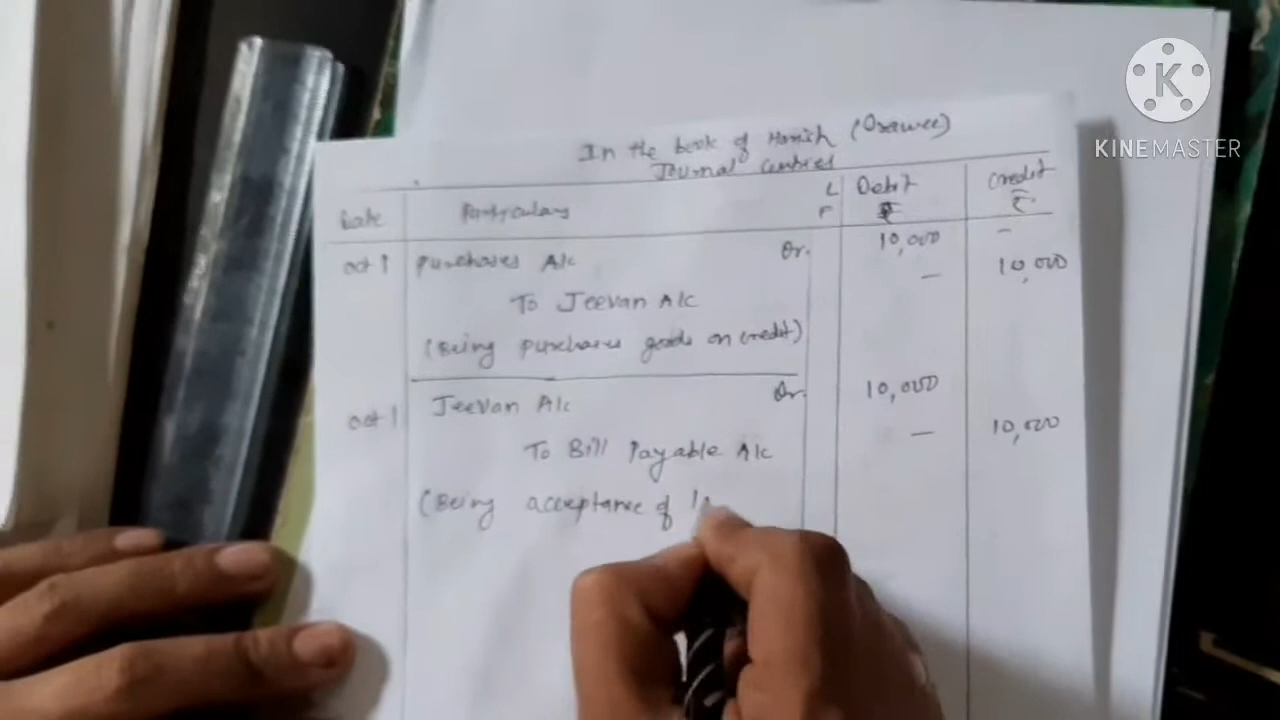 K
KINEMASTER
In the book of Harish (Drawee)
Journal entries
Date Particulars L F Debit ₹ Credit ₹
Oct 1 Purchases A/c Dr. 10,000 -
To Jeevan A/c — 10,000
(Being purchases goods on credit)
Oct 1 Jeevan A/c Dr. 10,000
To Bill Payable A/c — 10,000
(Being acceptance of